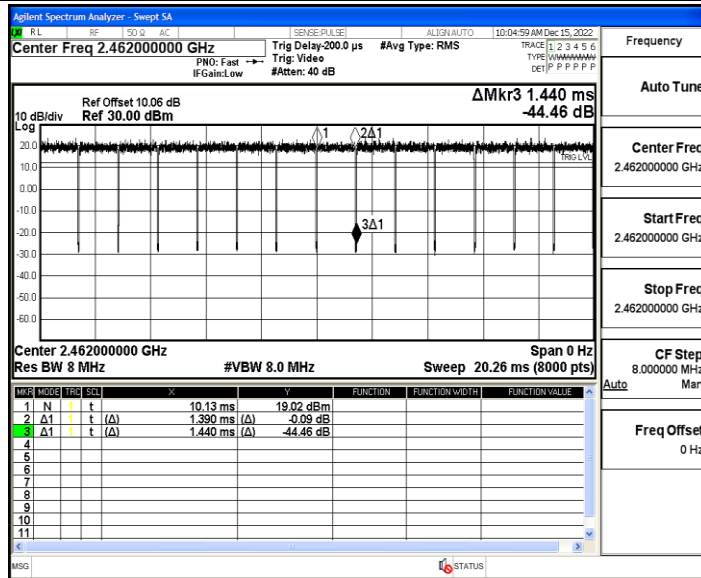 Agilent Spectrum Analyzer - Swept SA
RL RF 50 Ω AC SENSE:PULSE ALIGN AUTO 10:04:59 AM Dec 15, 2022
Center Freq 2.462000000 GHz
PNO: Fast
IFGain:Low
Trig Delay-200.0 µs
Trig: Video
#Atten: 40 dB
#Avg Type: RMS
TRACE 1 2 3 4 5 6
TYPE WWWWWW
DET P P P P P P
ΔMkr3 1.440 ms
-44.46 dB
Ref Offset 10.06 dB
10 dB/div Ref 30.00 dBm
Log
1
2Δ1
20.0
TRIG LVL
10.0
0.00
-10.0
3Δ1
-20.0
-30.0
-40.0
-50.0
-60.0
Center 2.462000000 GHz Span 0 Hz
Res BW 8 MHz #VBW 8.0 MHz Sweep 20.26 ms (8000 pts)
MKR MODE TRC SCL X Y FUNCTION FUNCTION WIDTH FUNCTION VALUE
1 N 1 t 10.13 ms 19.02 dBm
2 Δ1 1 t (Δ) 1.390 ms (Δ) -0.09 dB
3 Δ1 1 t (Δ) 1.440 ms (Δ) -44.46 dB
4
5
6
7
8
9
10
11
MSG STATUS
Frequency
Auto Tune
Center Freq
2.462000000 GHz
Start Freq
2.462000000 GHz
Stop Freq
2.462000000 GHz
CF Step
8.000000 MHz
Auto Man
Freq Offset
0 Hz